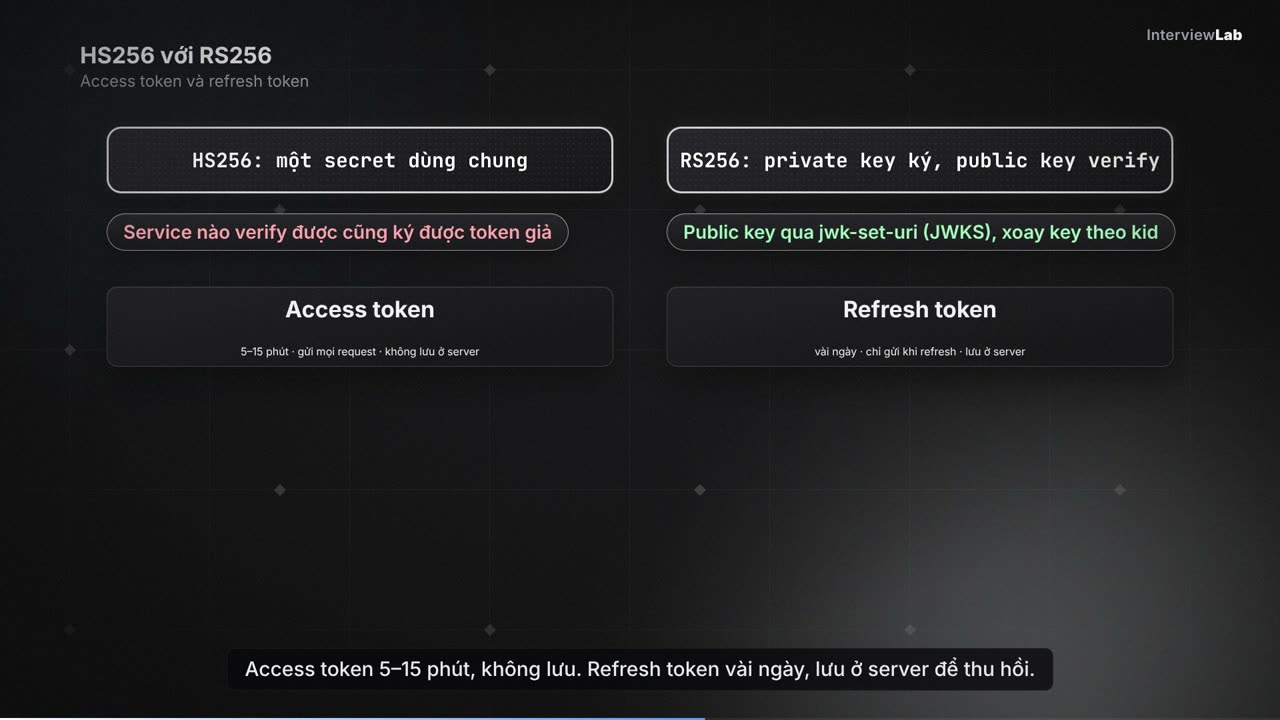 InterviewLab
HS256 với RS256
Access token và refresh token
HS256: một secret dùng chung
RS256: private key ký, public key verify
Service nào verify được cũng ký được token giả
Public key qua jwk-set-uri (JWKS), xoay key theo kid
Access token
5–15 phút · gửi mọi request · không lưu ở server
Refresh token
vài ngày · chỉ gửi khi refresh · lưu ở server
Access token 5–15 phút, không lưu. Refresh token vài ngày, lưu ở server để thu hồi.